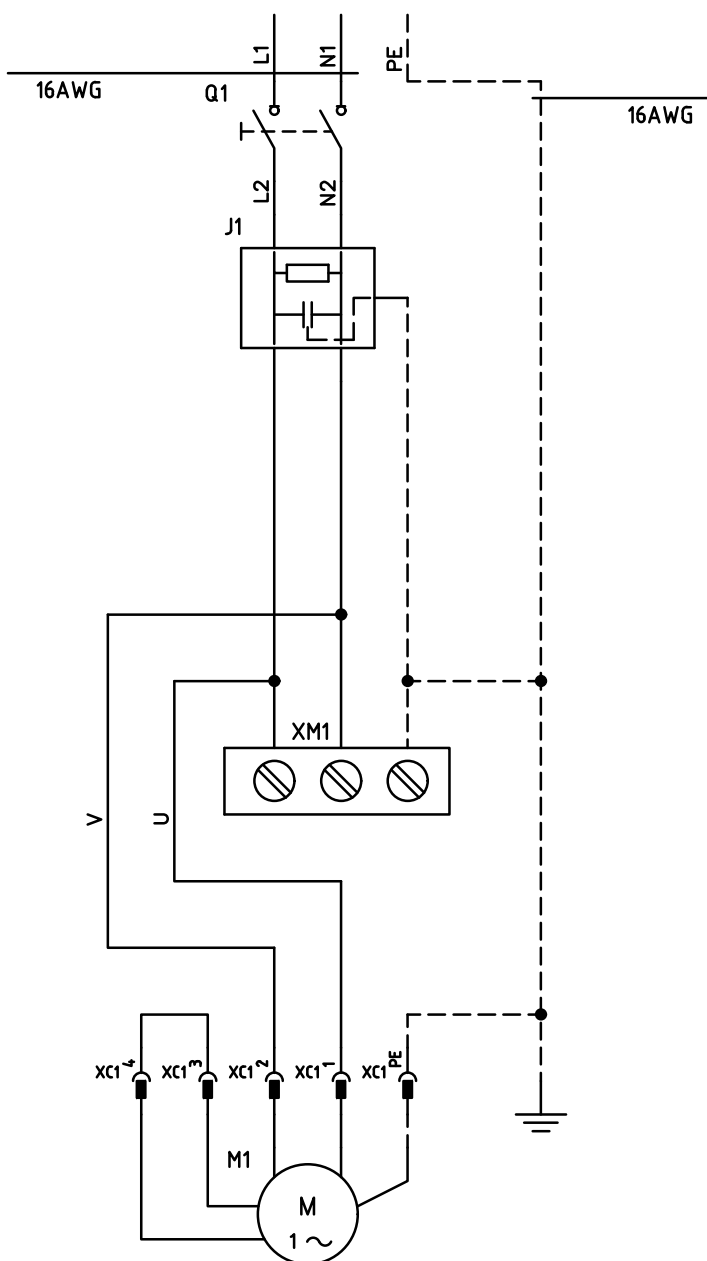 L1
N1
PE
16AWG
Q1
16AWG
L2
N2
J1
XM1
V
U
XC1 4
XC1 3
XC1 2
XC1 1
XC1 PE
M1
M
1 ~